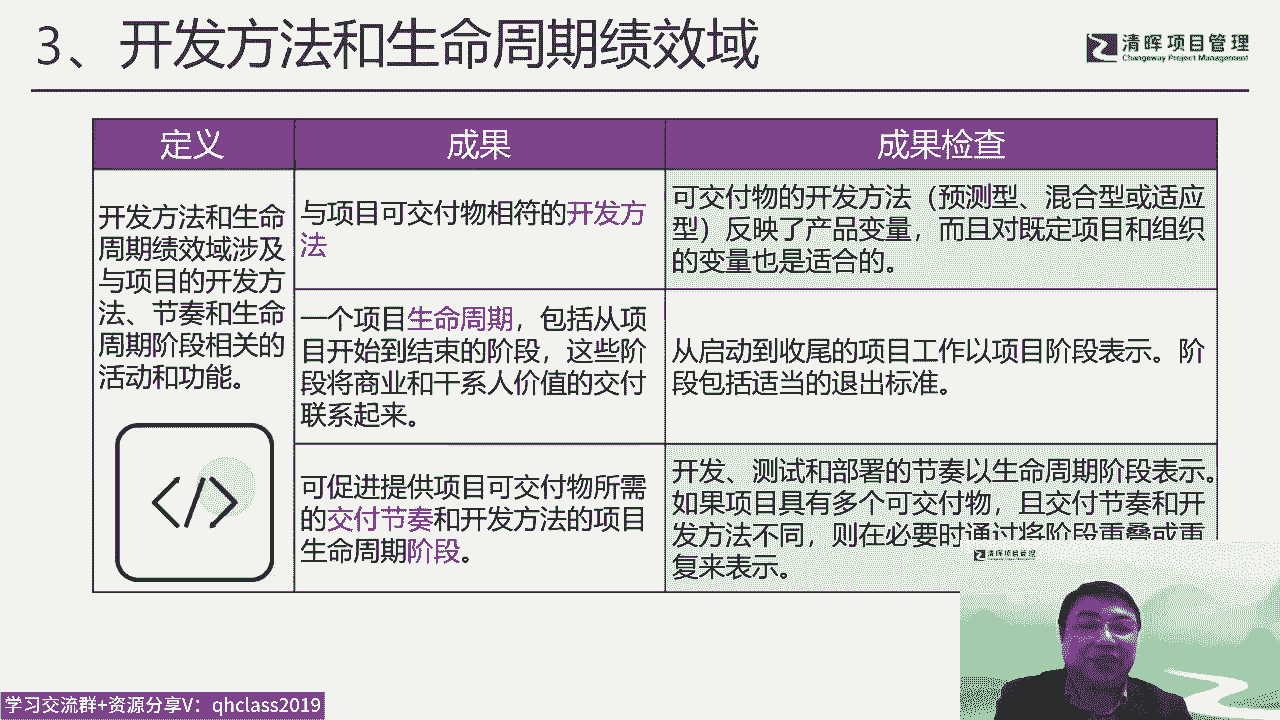 3、开发方法和生命周期绩效域
清晖项目管理
Changeway Project Management
定义
成果
成果检查
开发方法和生命
周期绩效域涉及
与项目的开发方
法、节奏和生命
周期阶段相关的
活动和功能。
与项目可交付物相符的开发方
法
可交付物的开发方法（预测型、混合型或适应
型）反映了产品变量，而且对既定项目和组织
的变量也是适合的。
一个项目生命周期，包括从项
目开始到结束的阶段，这些阶
段将商业和干系人价值的交付
联系起来。
从启动到收尾的项目工作以项目阶段表示。阶
段包括适当的退出标准。
</>
可促进提供项目可交付物所需
的交付节奏和开发方法的项目
生命周期阶段。
开发、测试和部署的节奏以生命周期阶段表示。
如果项目具有多个可交付物，且交付节奏和开
发方法不同，则在必要时通过将阶段重叠或重
复来表示。
清晖项目管理
学习交流群+资源分享V：qhclass2019